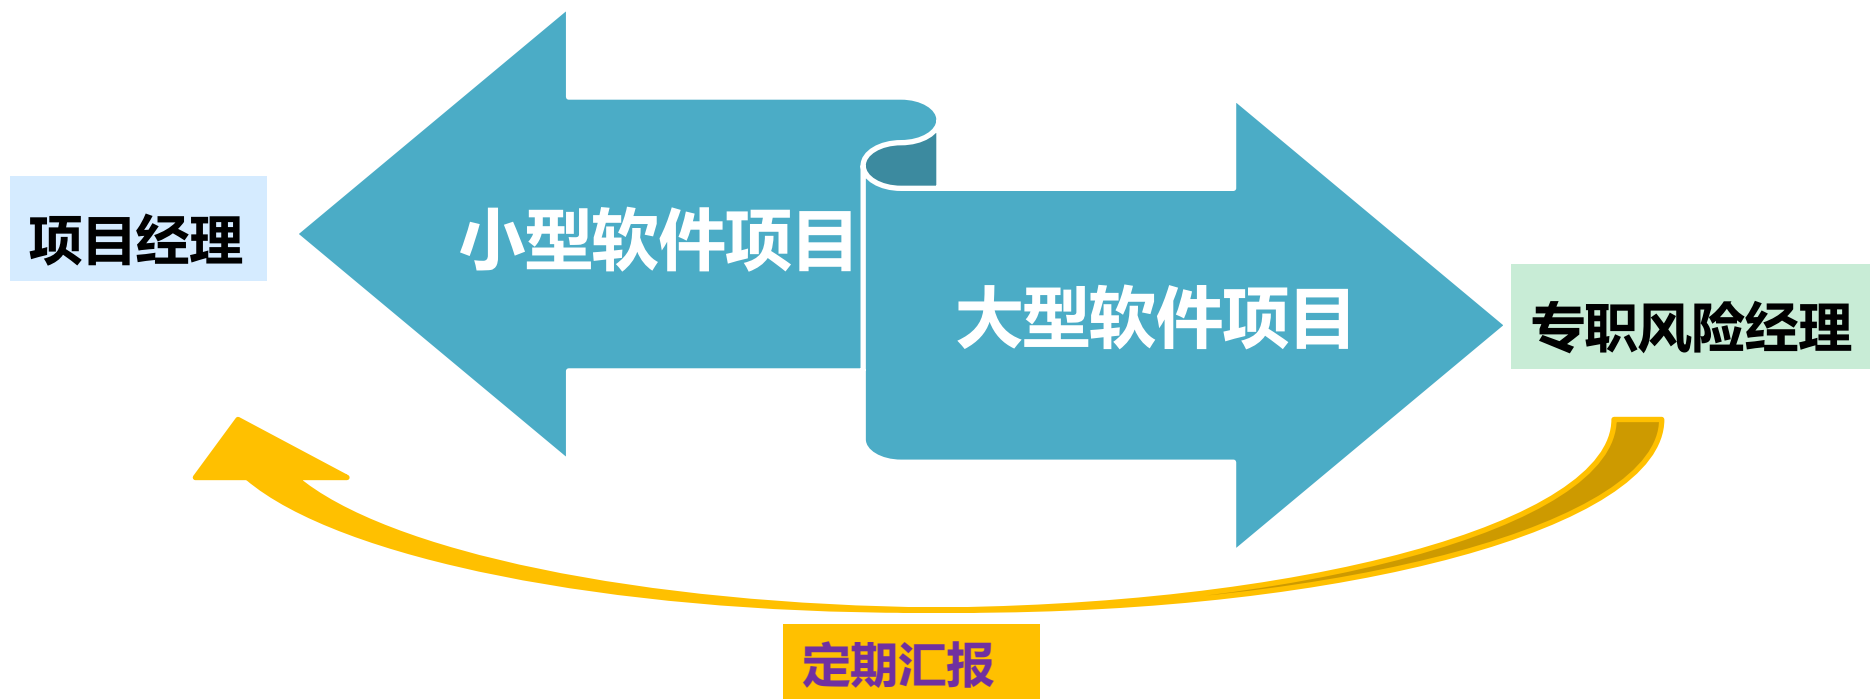 项目经理
小型软件项目
大型软件项目
专职风险经理
定期汇报